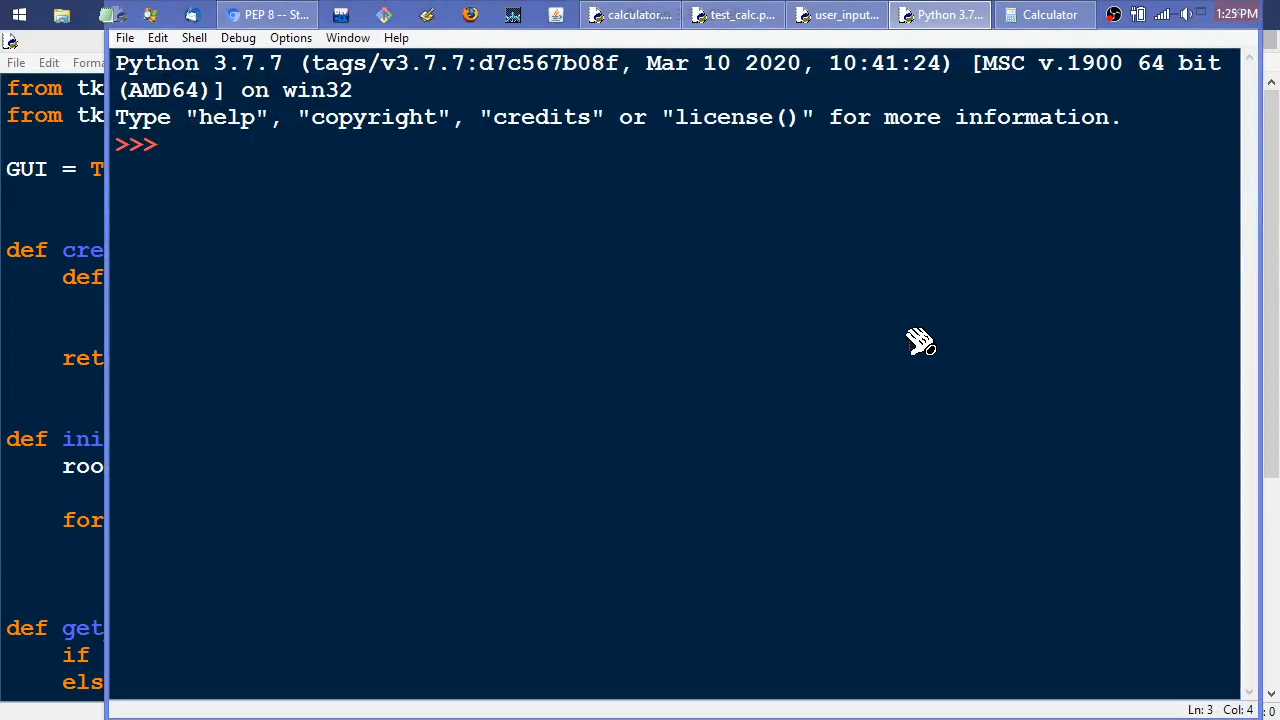 PEP 8 -- St...
calculator....
test_calc.p...
user_input...
Python 3.7...
Calculator
1:25 PM
File Edit Forma
File Edit Shell Debug Options Window Help
from tk
from tk
GUI = T
def cre
def
ret
def ini
roo
for
def get
if
els
Python 3.7.7 (tags/v3.7.7:d7c567b08f, Mar 10 2020, 10:41:24) [MSC v.1900 64 bit
(AMD64)] on win32
Type "help", "copyright", "credits" or "license()" for more information.
>>>
Ln: 3 Col: 4
: 0